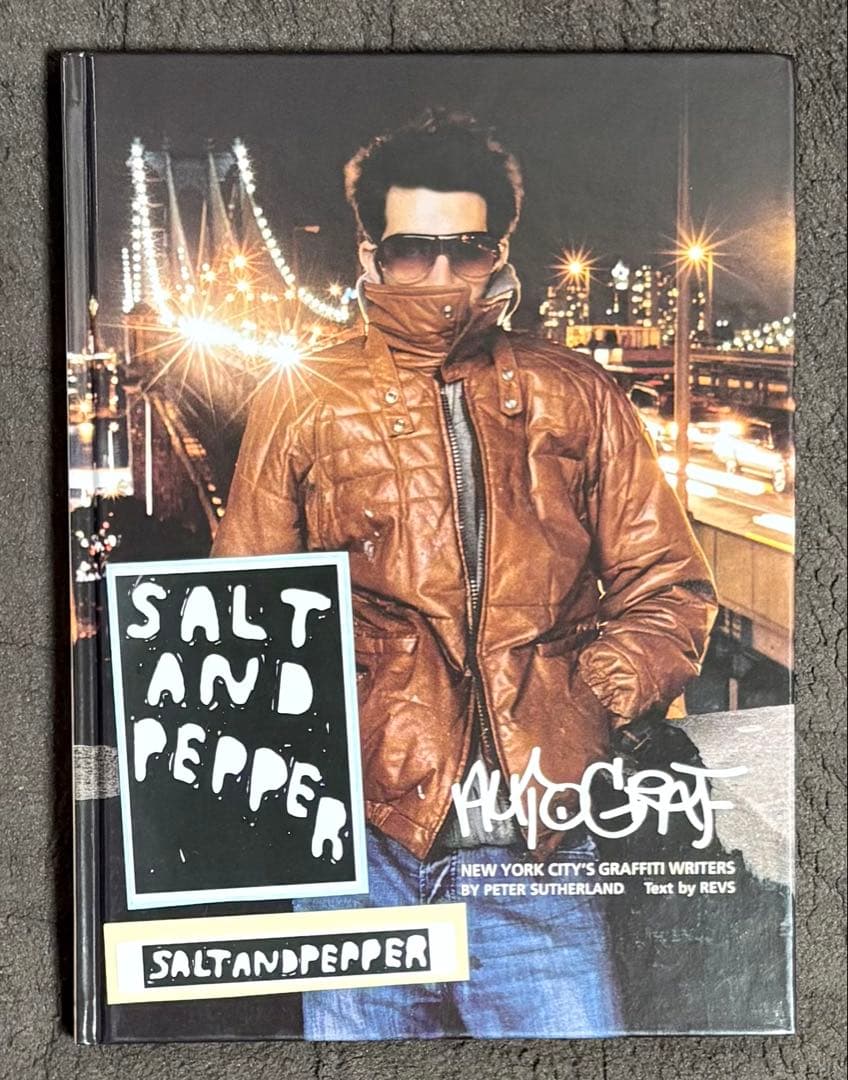 SALT
AND
PEPPER
AUTOGRAF
NEW YORK CITY'S GRAFFITI WRITERS
BY PETER SUTHERLAND Text by REVS
SALTANDPEPPER